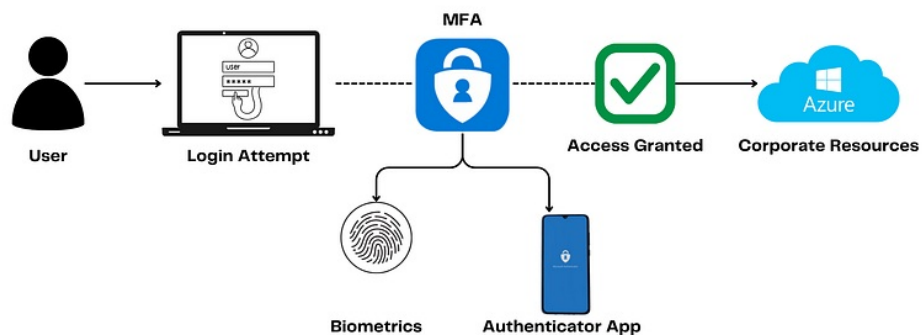 MFA
user
*****
Azure
User
Login Attempt
Access Granted
Corporate Resources
Biometrics
Authenticator App